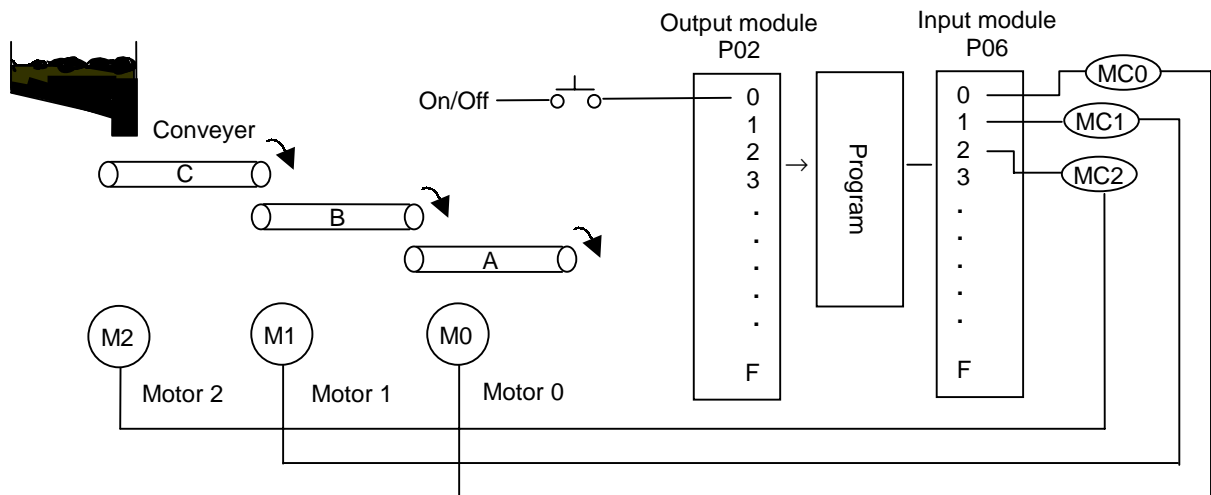 Output module
P02
Input module
P06
On/Off
0
1
2
3
.
.
.
.
.
F
Program
0
1
2
3
.
.
.
.
.
F
MC0
MC1
MC2
Conveyer
C
B
A
M2
M1
M0
Motor 2
Motor 1
Motor 0